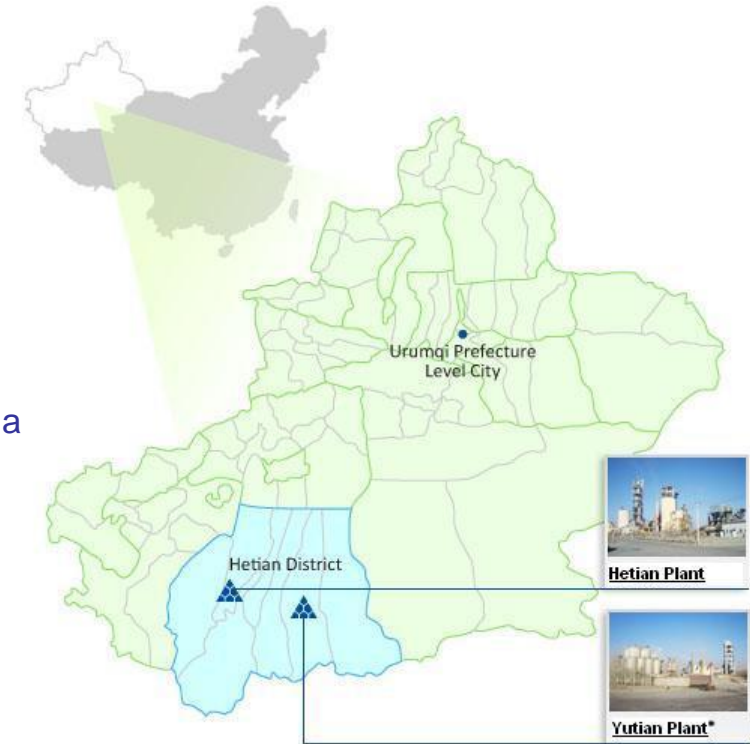 Urumqi Prefecture
Level City
a
Hetian District
Hetian Plant
Yutian Plant*